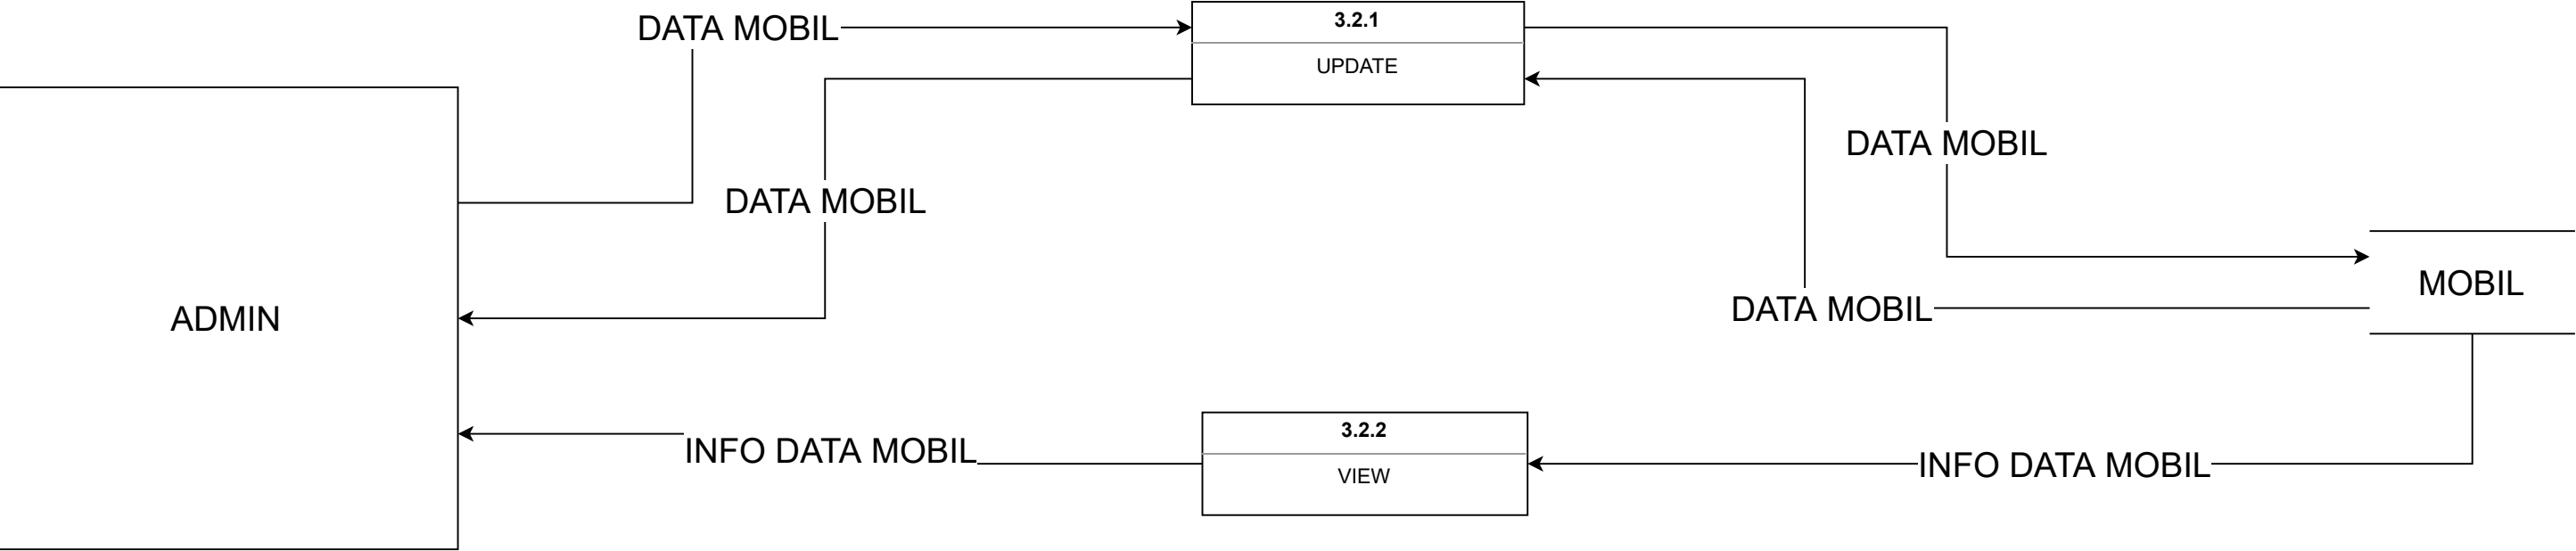 DATA MOBIL
3.2.1
UPDATE
DATA MOBIL
DATA MOBIL
ADMIN
DATA MOBIL
MOBIL
INFO DATA MOBIL
3.2.2
VIEW
INFO DATA MOBIL